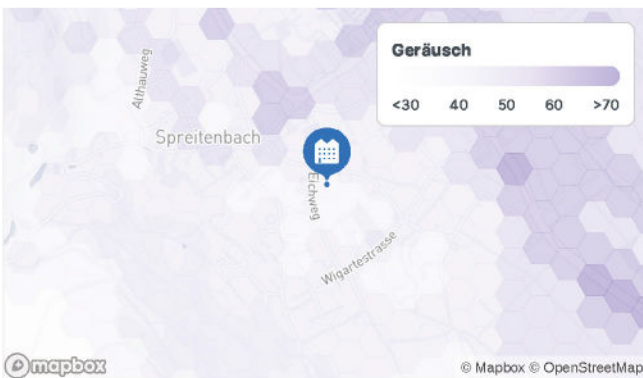 Geräusch
<30 40 50 60 >70
Althauweg
Spreitenbach
Eichweg
Wigartestrasse
mapbox
© Mapbox © OpenStreetMap